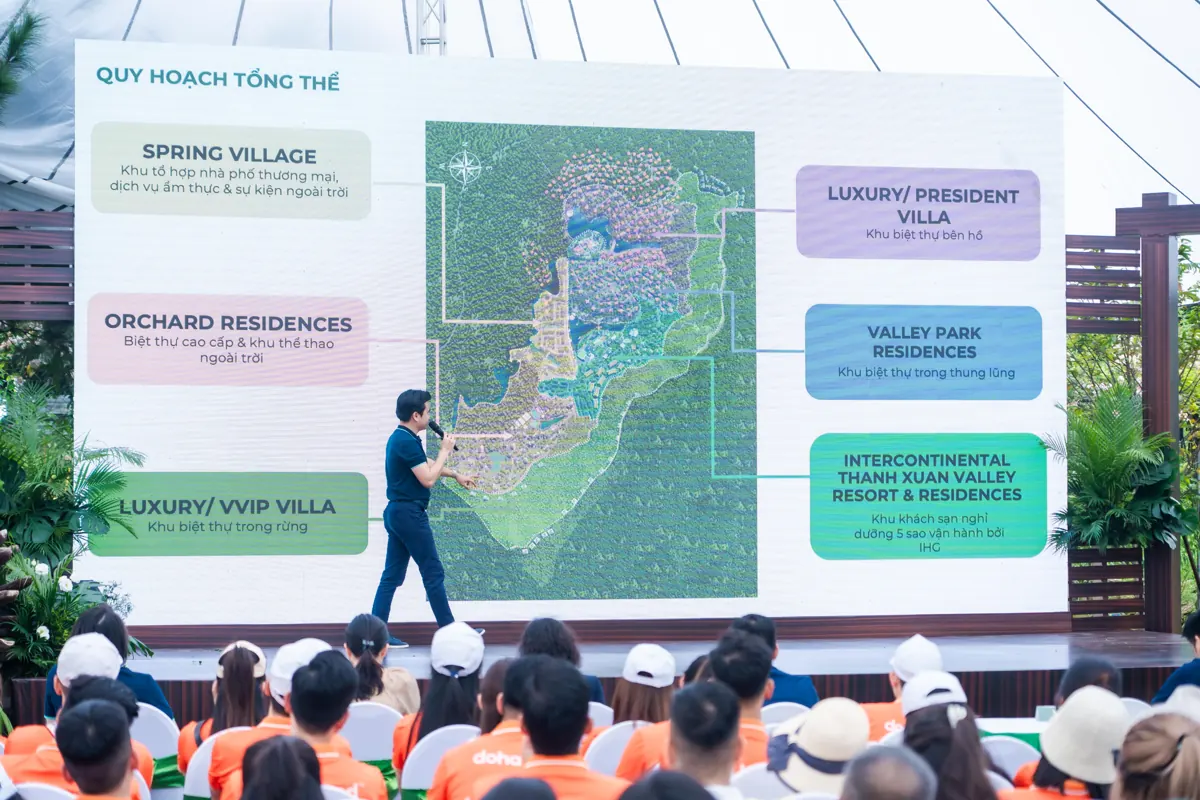 QUY HOẠCH TỔNG THỂ
SPRING VILLAGE
Khu tổ hợp nhà phố thương mại,
dịch vụ ẩm thực & sự kiện ngoài trời
ORCHARD RESIDENCES
Biệt thự cao cấp & khu thể thao
ngoài trời
LUXURY/ VVIP VILLA
Khu biệt thự trong rừng
LUXURY/ PRESIDENT
VILLA
Khu biệt thự bên hồ
VALLEY PARK
RESIDENCES
Khu biệt thự trong thung lũng
INTERCONTINENTAL
THANH XUAN VALLEY
RESORT & RESIDENCES
Khu khách sạn nghỉ
dưỡng 5 sao vận hành bởi
IHG
doha